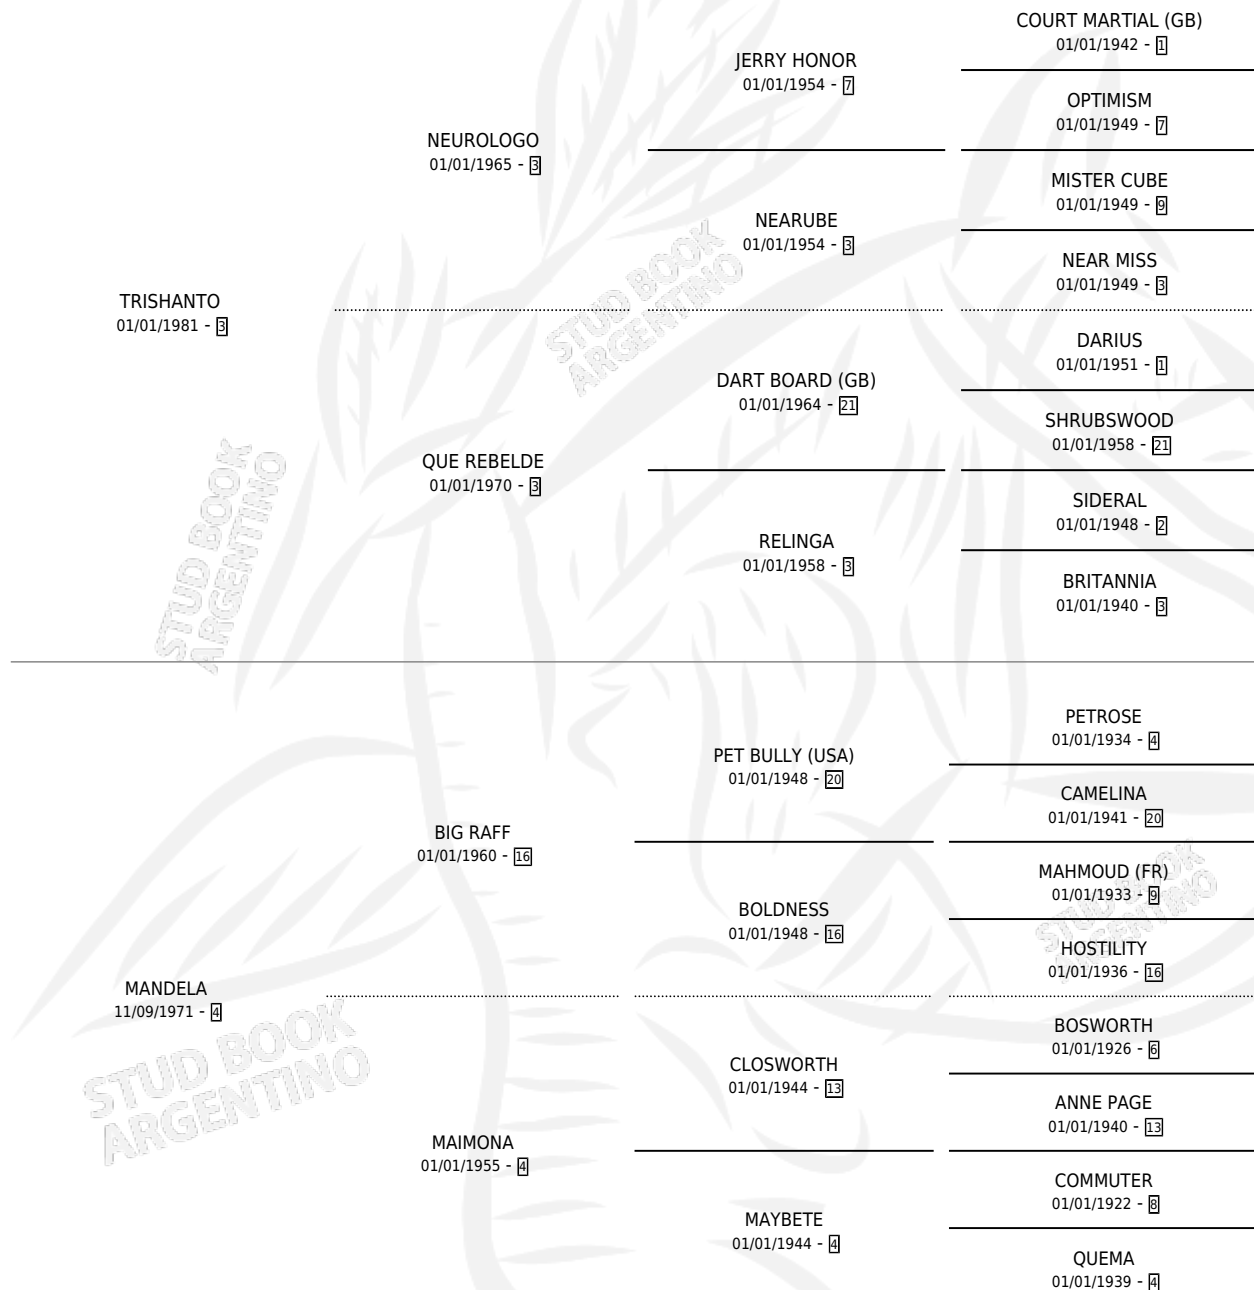 COURT MARTIAL (GB)
01/01/1942 - 1
JERRY HONOR
01/01/1954 - 7
OPTIMISM
01/01/1949 - 7
NEUROLOGO
01/01/1965 - 3
MISTER CUBE
01/01/1949 - 9
NEARUBE
01/01/1954 - 3
NEAR MISS
01/01/1949 - 3
TRISHANTO
01/01/1981 - 3
STUD BOOK
ARGENTINO
DARIUS
01/01/1951 - 1
DART BOARD (GB)
01/01/1964 - 21
SHRUBSWOOD
01/01/1958 - 21
QUE REBELDE
01/01/1970 - 3
SIDERAL
01/01/1948 - 2
RELINGA
01/01/1958 - 3
BRITANNIA
01/01/1940 - 3
STUD BOOK
ARGENTINO
PETROSE
01/01/1934 - 4
PET BULLY (USA)
01/01/1948 - 20
CAMELINA
01/01/1941 - 20
BIG RAFF
01/01/1960 - 16
MAHMOUD (FR)
01/01/1933 - 9
BOLDNESS
01/01/1948 - 16
STUD BOOK
ARGENTINO
HOSTILITY
01/01/1936 - 16
MANDELA
11/09/1971 - 4
BOSWORTH
01/01/1926 - 6
CLOSWORTH
01/01/1944 - 13
STUD BOOK
ARGENTINO
ANNE PAGE
01/01/1940 - 13
MAIMONA
01/01/1955 - 4
COMMUTER
01/01/1922 - 8
MAYBETE
01/01/1944 - 4
QUEMA
01/01/1939 - 4